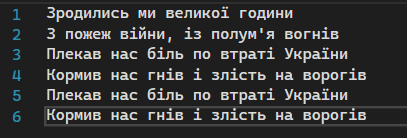 1 Зродились ми великої години
2 З пожеж війни, із полум'я вогнів
3 Плекав нас біль по втраті України
4 Кормив нас гнів і злість на ворогів
5 Плекав нас біль по втраті України
6 Кормив нас гнів і злість на ворогів